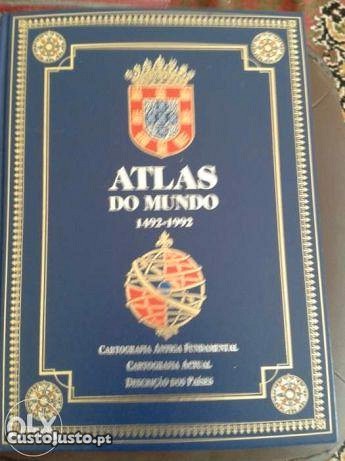 ATLAS
DO MUNDO
1492-1992
CARTOGRAFIA ANTIGA FUNDAMENTAL
CARTOGRAFIA ACTUAL
DESCRIÇÃO DOS PAÍSES
OLX
CustoJusto.pt